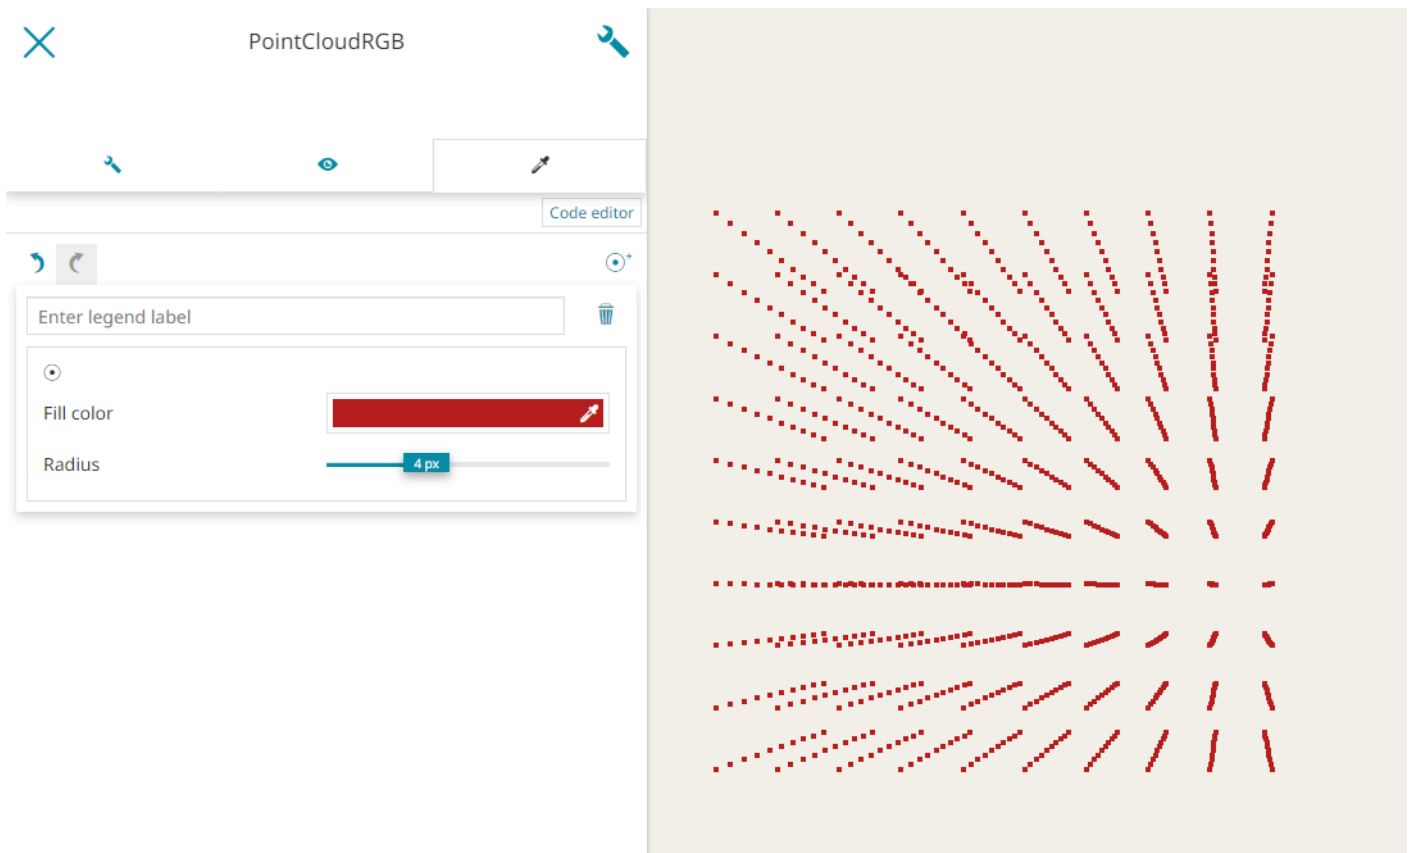 PointCloudRGB
Code editor
Enter legend label
Fill color
Radius
4 px